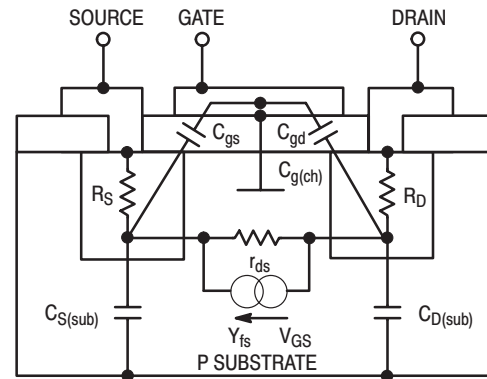 SOURCE GATE DRAIN
Cgs Cgd
Cg(ch)
RS RD
rds
CS(sub) CD(sub)
Yfs VGS
P SUBSTRATE